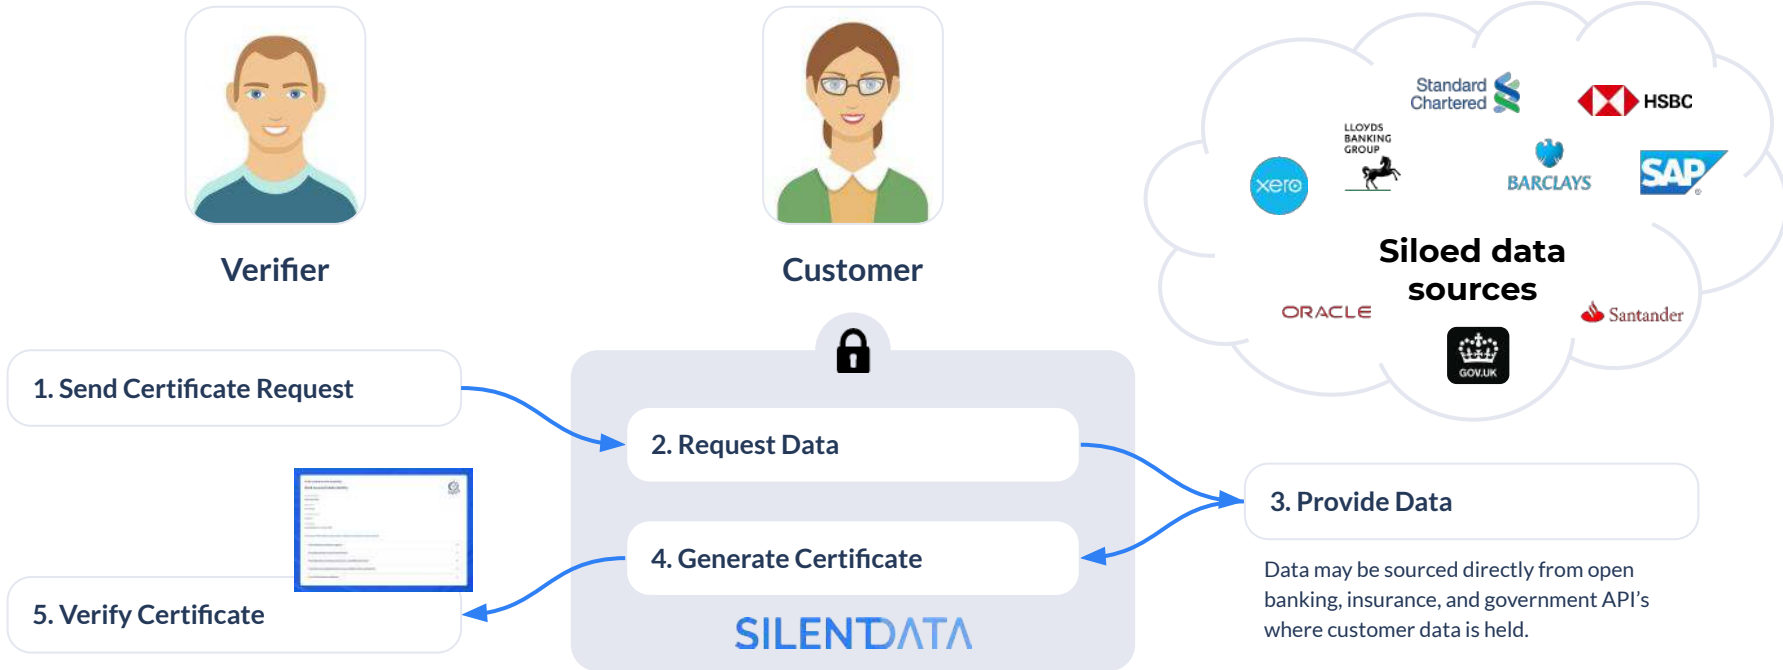 Verifier
Customer
Standard
Chartered
HSBC
LLOYDS
BANKING
GROUP
xero
BARCLAYS
SAP
®
Siloed data
sources
ORACLE
Santander
GOV.UK
1. Send Certificate Request
2. Request Data
3. Provide Data
4. Generate Certificate
5. Verify Certificate
SILENTDATA
Data may be sourced directly from open
banking, insurance, and government API’s
where customer data is held.